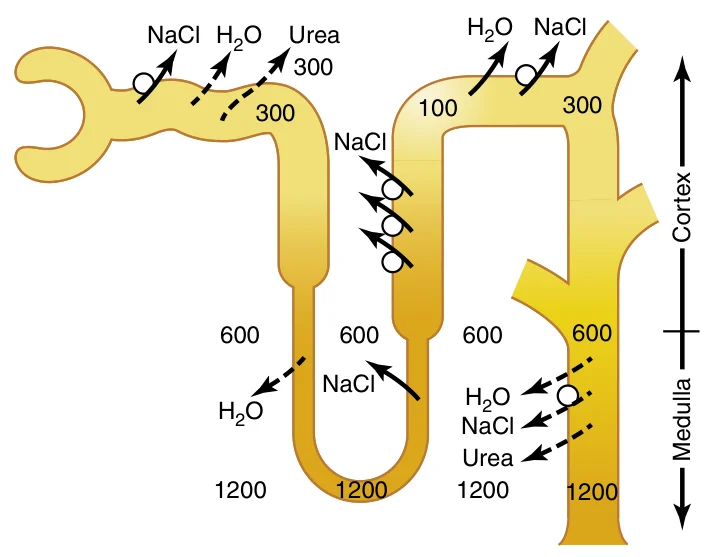 NaCl H₂O Urea
300
300
NaCl
H₂O NaCl
100
300
Cortex
600 600 600 600
H₂O
NaCl
H₂O
NaCl
Urea
Medulla
1200 1200 1200 1200